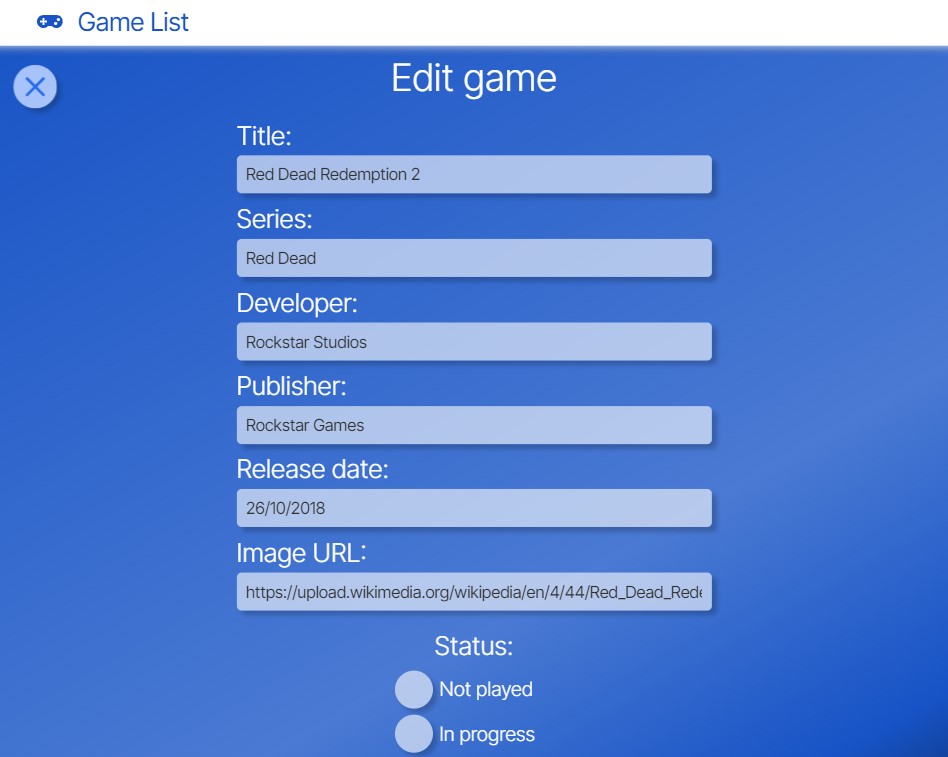 Game List
Edit game
Title:
Red Dead Redemption 2
Series:
Red Dead
Developer:
Rockstar Studios
Publisher:
Rockstar Games
Release date:
26/10/2018
Image URL:
https://upload.wikimedia.org/wikipedia/en/4/44/Red_Dead_Rede
Status:
Not played
In progress